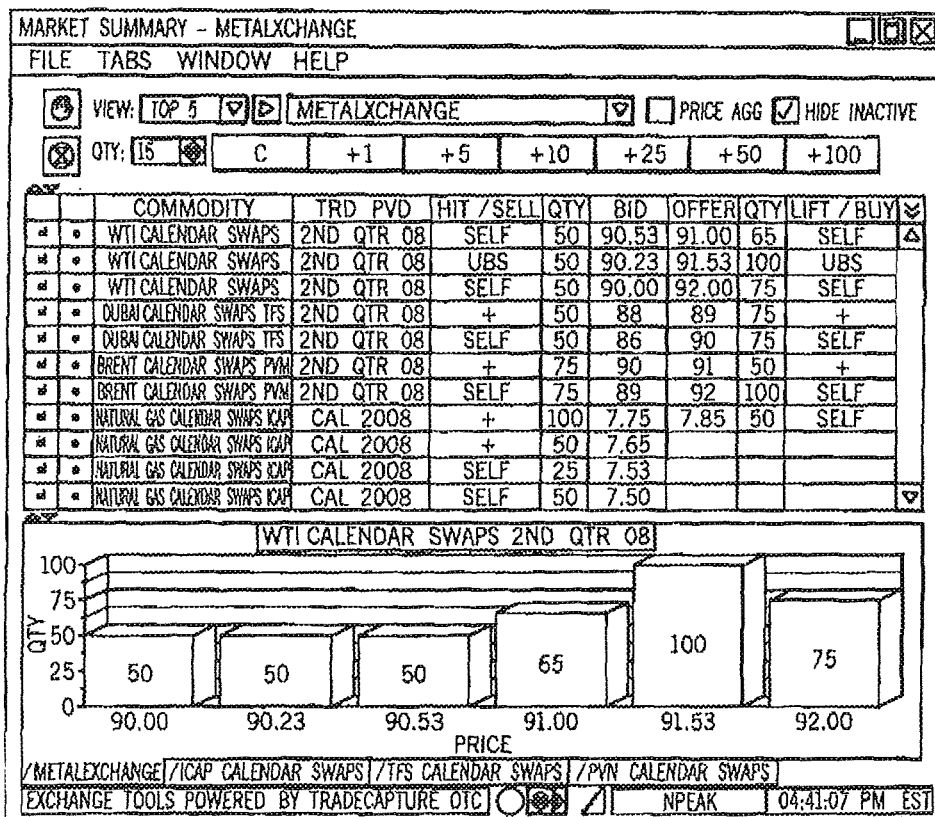 MARKET SUMMARY - METALXCHANGE
FILE TABS WINDOW HELP
VIEW: TOP 5 METALXCHANGE PRICE AGG HIDE INACTIVE
QTY: 15 C +1 +5 +10 +25 +50 +100
COMMODITY TRD PVD HIT / SELL QTY BID OFFER QTY LIFT / BUY
WTI CALENDAR SWAPS 2ND QTR 08 SELF 50 90.53 91.00 65 SELF
WTI CALENDAR SWAPS 2ND QTR 08 UBS 50 90.23 91.53 100 UBS
WTI CALENDAR SWAPS 2ND QTR 08 SELF 50 90.00 92.00 75 SELF
DUBAI CALENDAR SWAPS TFS 2ND QTR 08 + 50 88 89 75 +
DUBAI CALENDAR SWAPS TFS 2ND QTR 08 SELF 50 86 90 75 SELF
BRENT CALENDAR SWAPS PVM 2ND QTR 08 + 75 90 91 50 +
BRENT CALENDAR SWAPS PVM 2ND QTR 08 SELF 75 89 92 100 SELF
NATURAL GAS CALENDAR SWAPS ICAP CAL 2008 + 100 7.75 7.85 50 SELF
NATURAL GAS CALENDAR SWAPS ICAP CAL 2008 + 50 7.65
NATURAL GAS CALENDAR SWAPS ICAP CAL 2008 SELF 25 7.53
NATURAL GAS CALENDAR SWAPS ICAP CAL 2008 SELF 50 7.50
WTI CALENDAR SWAPS 2ND QTR 08
100
75
50
25
0
QTY
50 50 50 65 100 75
90.00 90.23 90.53 91.00 91.53 92.00
PRICE
/METALEXCHANGE /ICAP CALENDAR SWAPS /TFS CALENDAR SWAPS /PVN CALENDAR SWAPS
EXCHANGE TOOLS POWERED BY TRADECAPTURE OTC NPEAK 04:41:07 PM EST